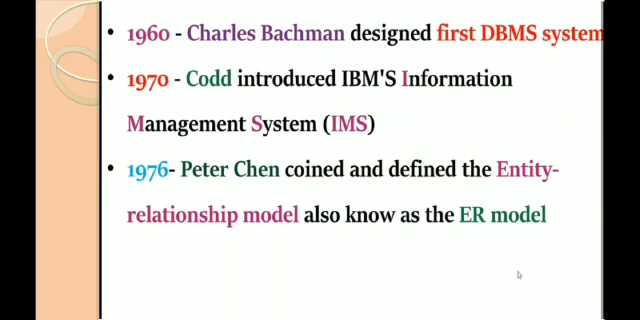 • 1960 - Charles Bachman designed first DBMS system
• 1970 - Codd introduced IBM'S Information
Management System (IMS)
• 1976- Peter Chen coined and defined the Entity-
relationship model also know as the ER model